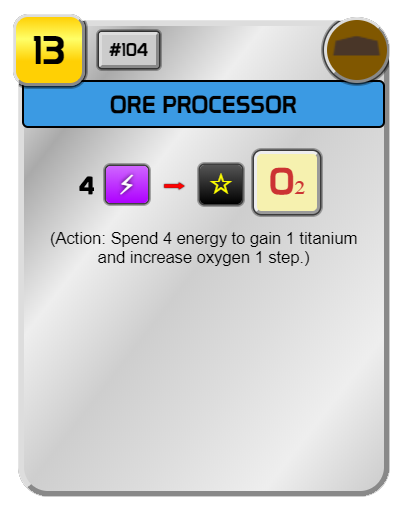 13
#104
ORE PROCESSOR
4 O2
(Action: Spend 4 energy to gain 1 titanium
and increase oxygen 1 step.)